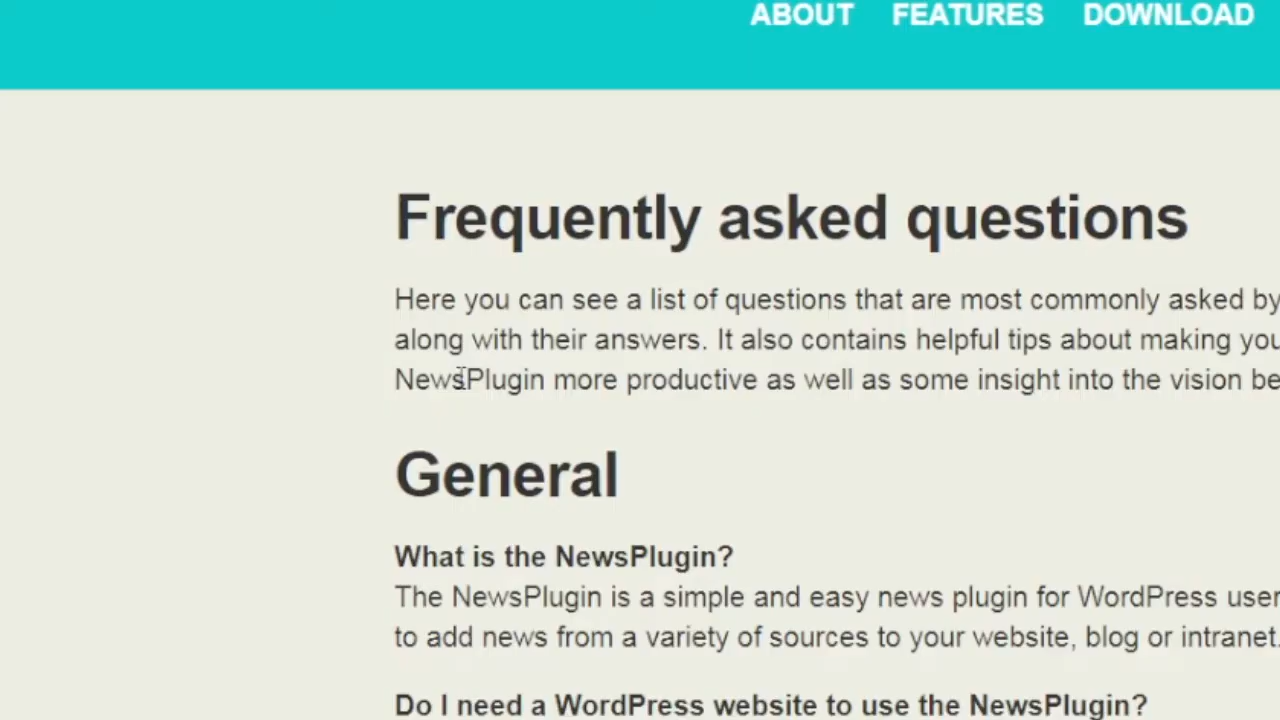 ABOUT FEATURES DOWNLOAD
Frequently asked questions
Here you can see a list of questions that are most commonly asked by
along with their answers. It also contains helpful tips about making you
NewsPlugin more productive as well as some insight into the vision be
General
What is the NewsPlugin?
The NewsPlugin is a simple and easy news plugin for WordPress user
to add news from a variety of sources to your website, blog or intranet.
Do I need a WordPress website to use the NewsPlugin?